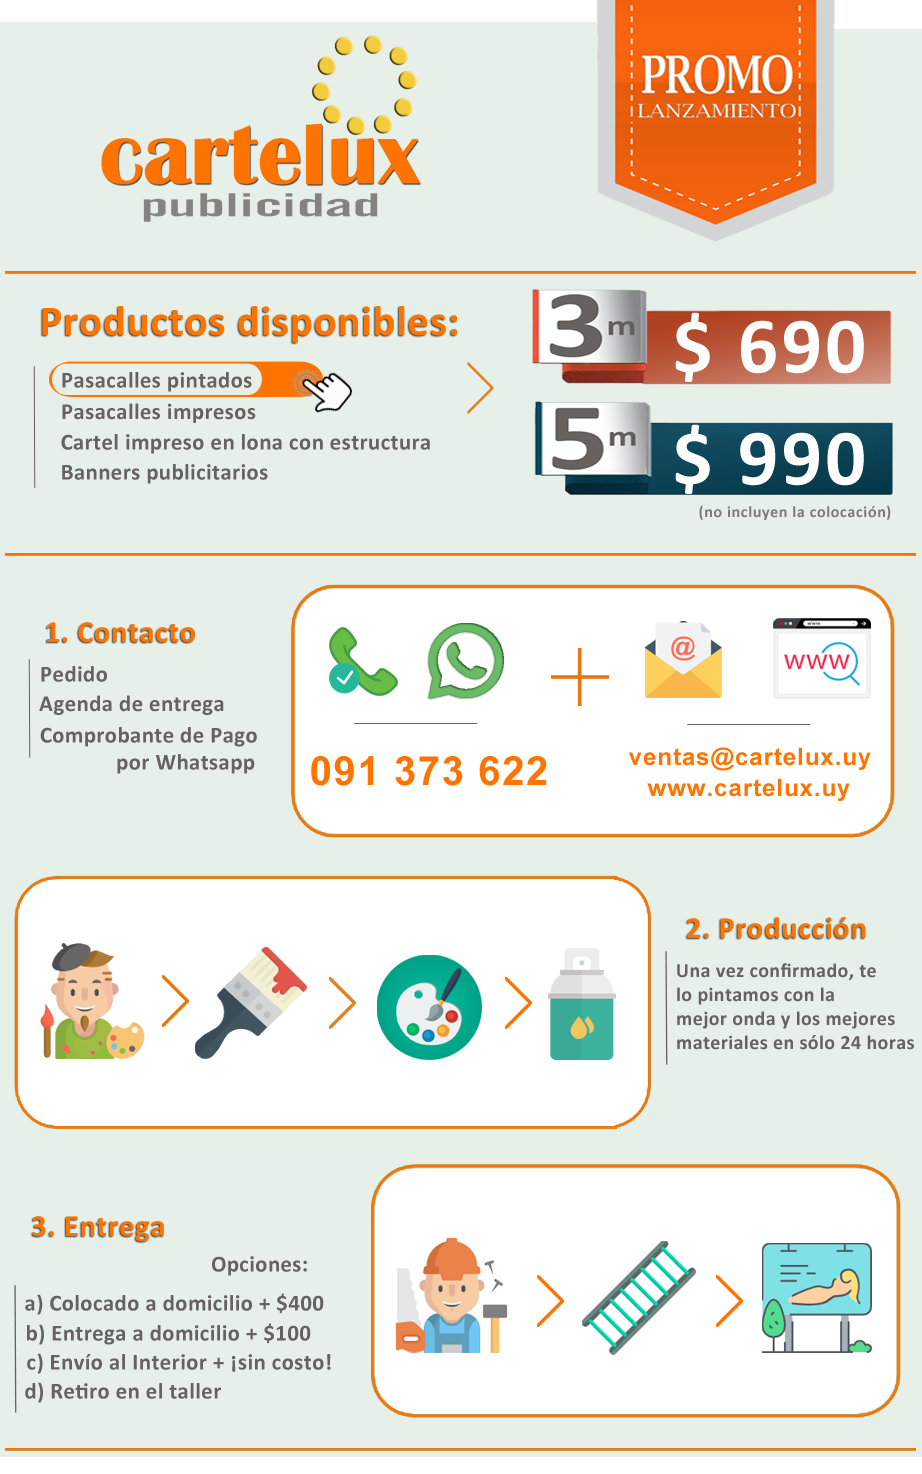 PROMO
LANZAMIENTO
cartelux
publicidad
Productos disponibles:
Pasacalles pintados
Pasacalles impresos
Cartel impreso en lona con estructura
Banners publicitarios
3m $ 690
5m $ 990
(no incluyen la colocación)
1. Contacto
Pedido
Agenda de entrega
Comprobante de Pago
por Whatsapp
@
www
www
091 373 622
ventas@cartelux.uy
www.cartelux.uy
2. Producción
Una vez confirmado, te
lo pintamos con la
mejor onda y los mejores
materiales en sólo 24 horas
3. Entrega
Opciones:
a) Colocado a domicilio + $400
b) Entrega a domicilio + $100
c) Envío al Interior + ¡sin costo!
d) Retiro en el taller